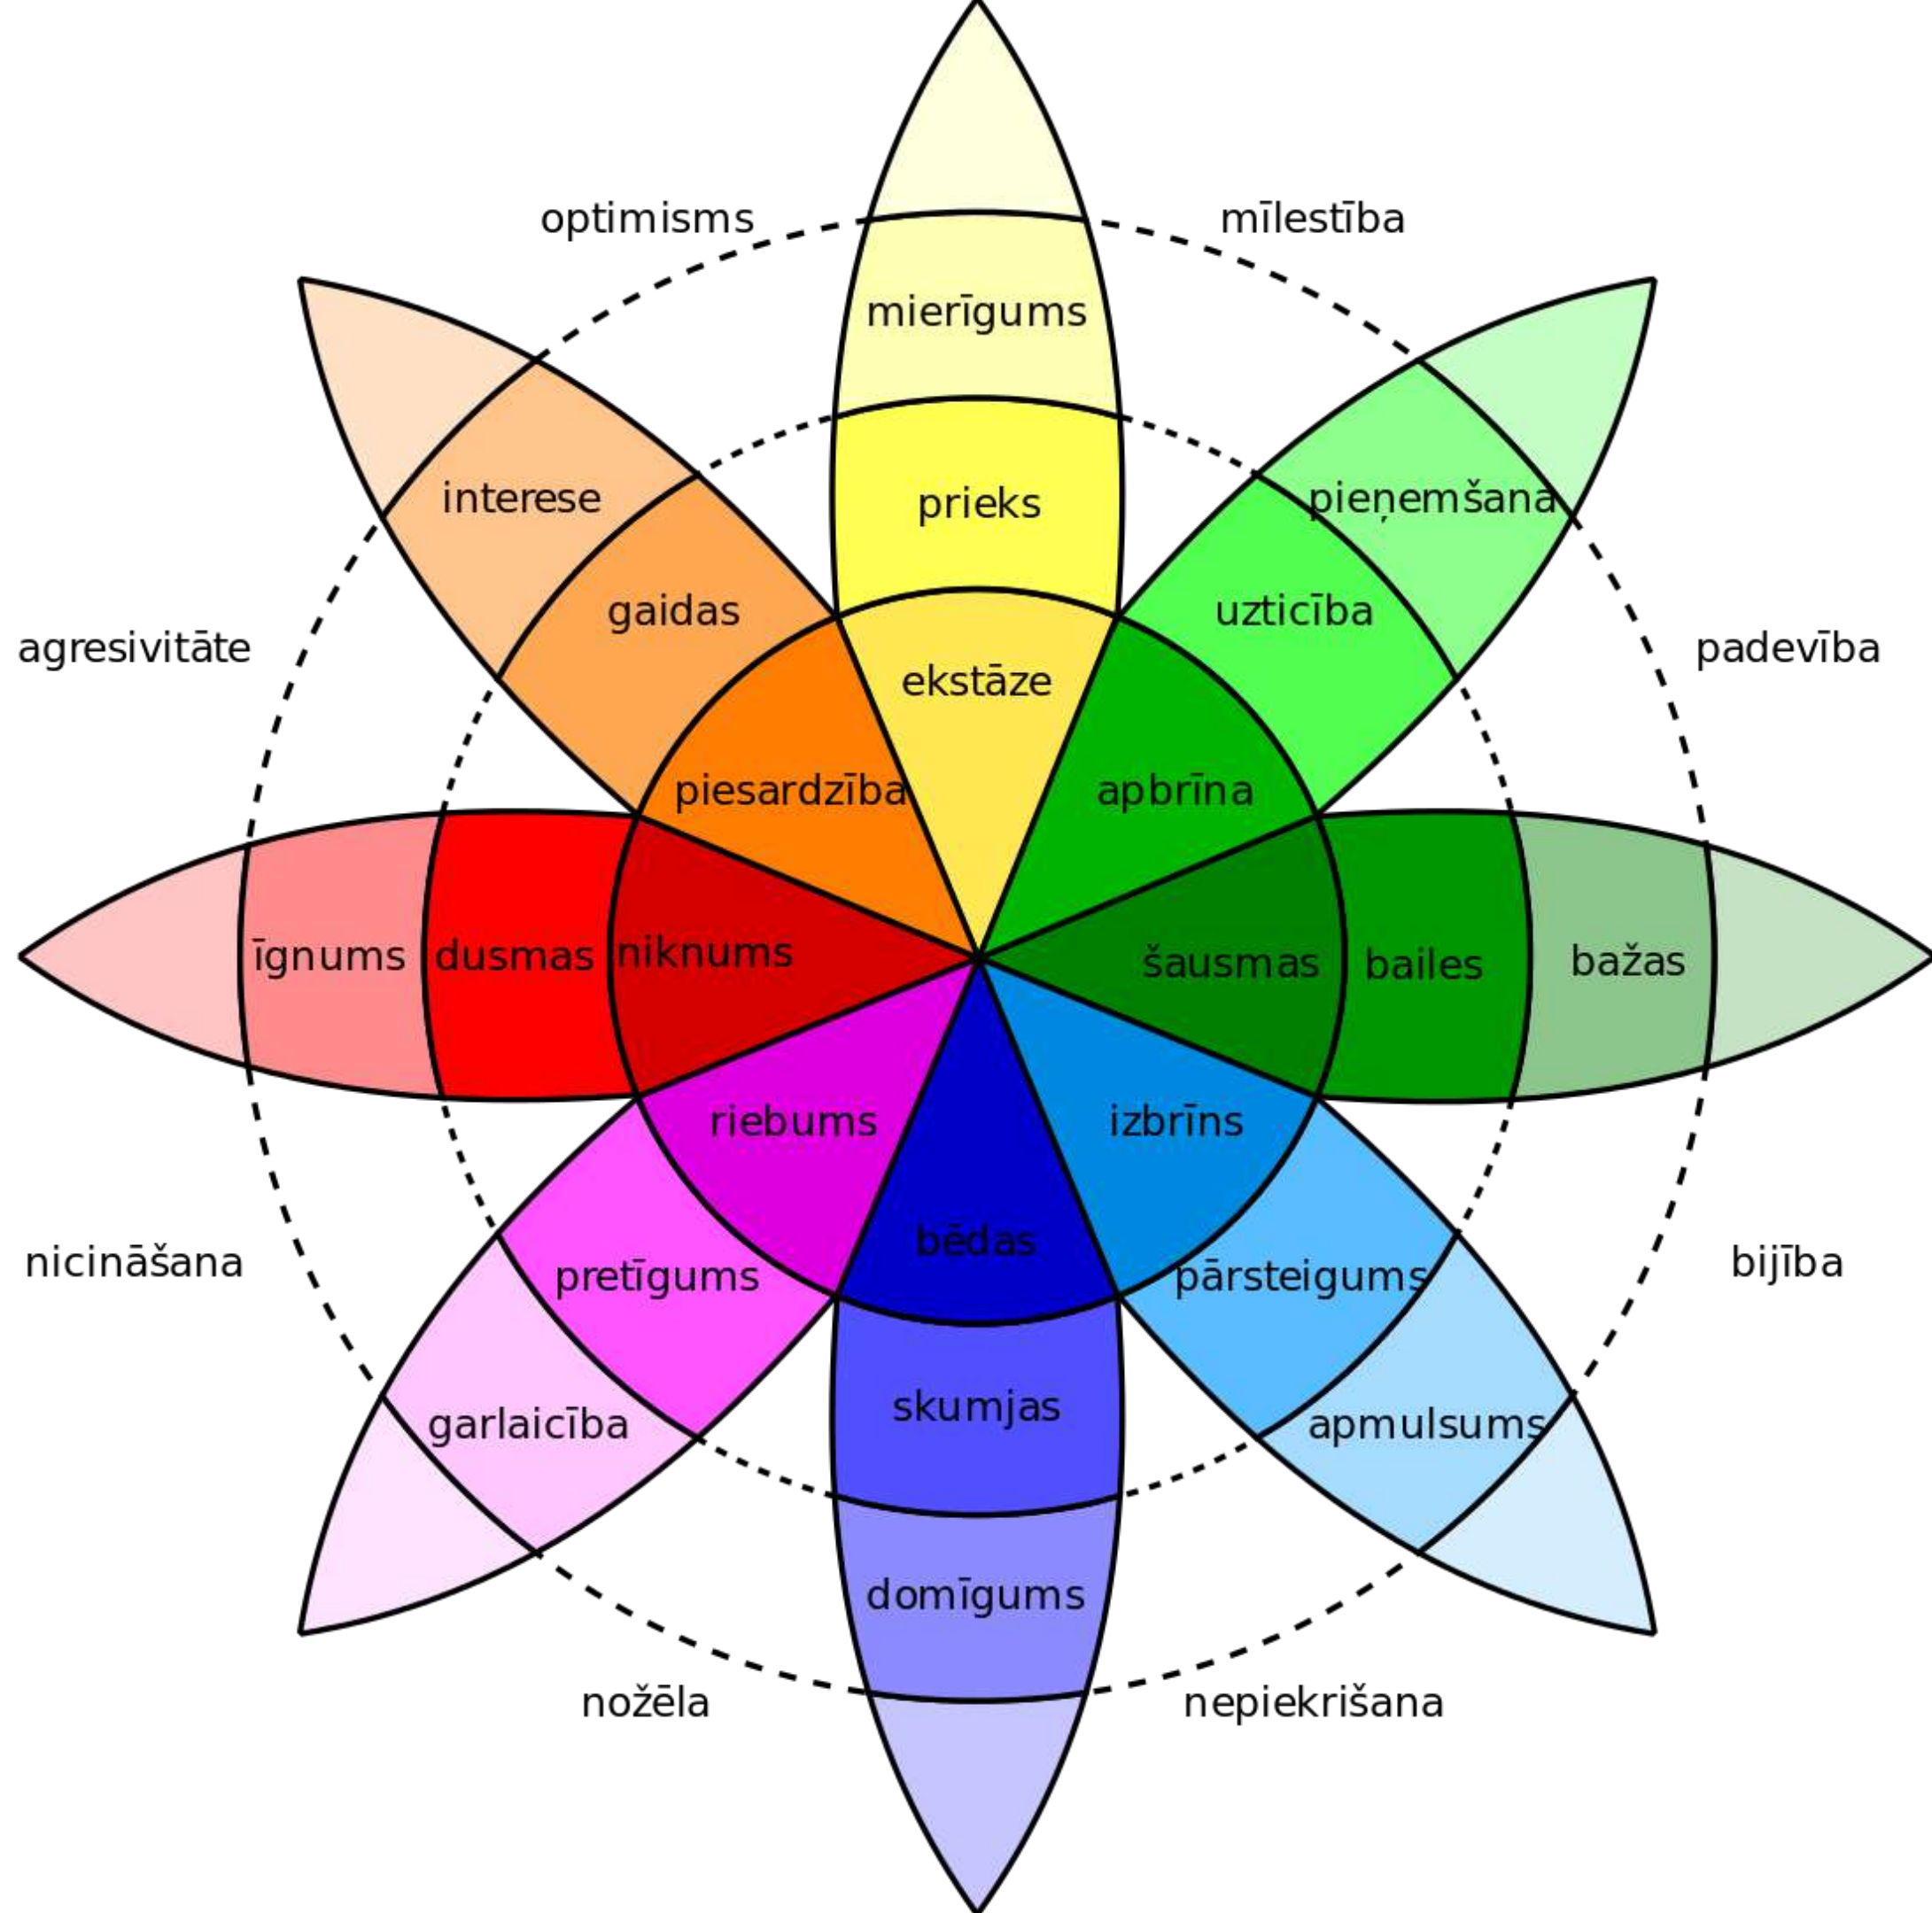 optimisms
mīlestība
mierīgums
interese
prieks
pieņemšana
gaidas
uzticība
agresivitāte
padevība
ekstāze
piesardzība
apbrīna
īgnums
dusmas
niknums
šausmas
bailes
bažas
riebums
izbrīns
bēdas
nicināšana
bijība
pretīgums
pārsteigums
skumjas
garlaicība
apmulsums
domīgums
nožēla
nepiekrišana